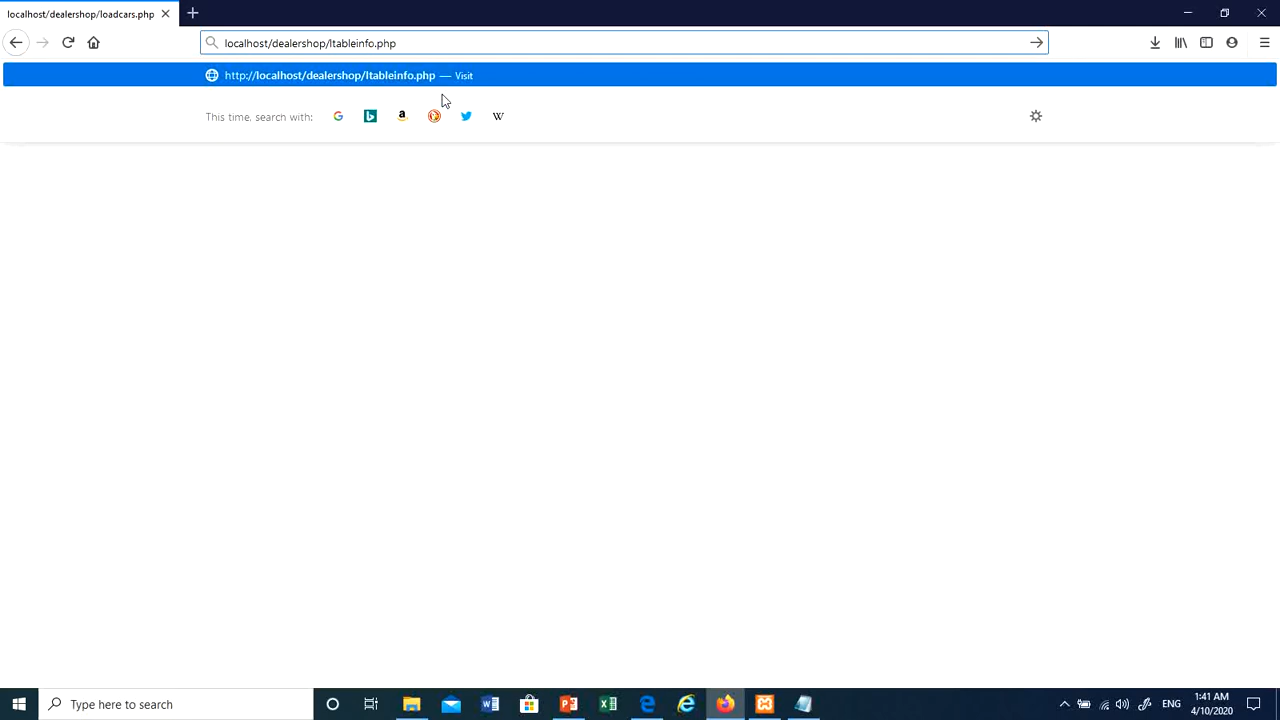 localhost/dealershop/loadcars.php
localhost/dealershop/ltableinfo.php
http://localhost/dealershop/ltableinfo.php — Visit
This time, search with:
Type here to search
ENG
1:41 AM
4/10/2020